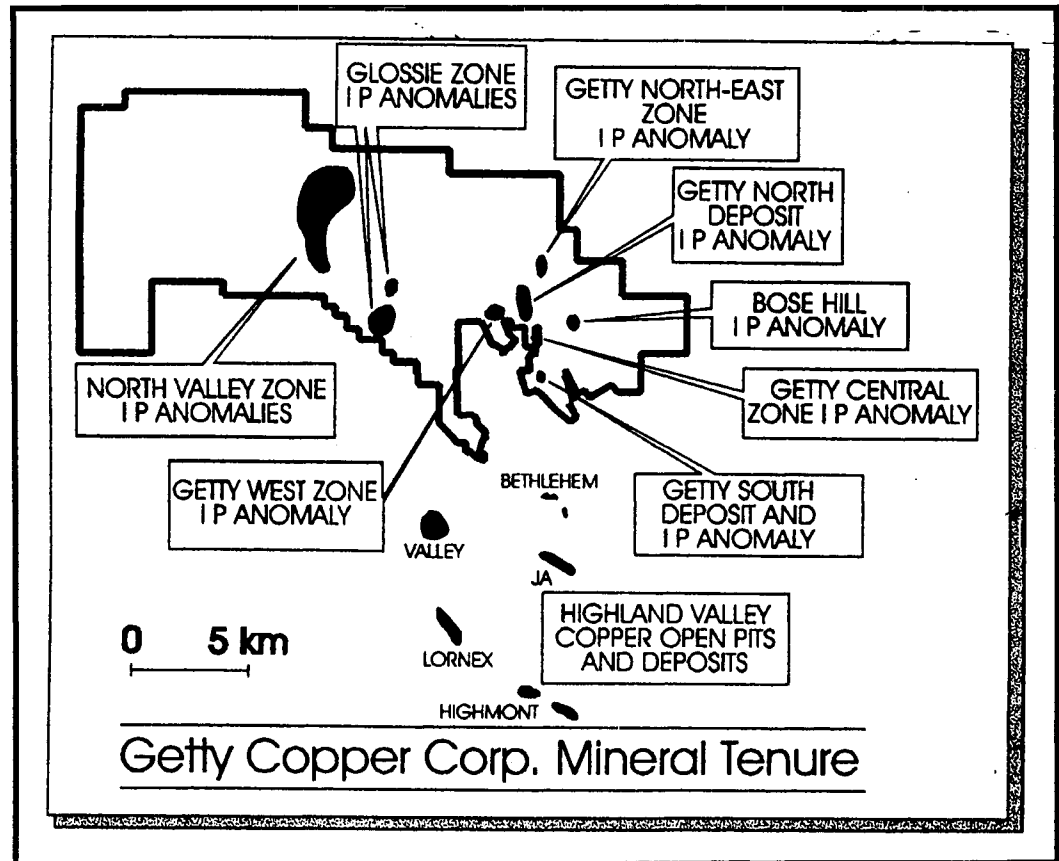 GLOSSIE ZONE
I P ANOMALIES
GETTY NORTH-EAST
ZONE
I P ANOMALY
GETTY NORTH
DEPOSIT
I P ANOMALY
BOSE HILL
I P ANOMALY
NORTH VALLEY ZONE
I P ANOMALIES
GETTY CENTRAL
ZONE I P ANOMALY
GETTY WEST ZONE
I P ANOMALY
BETHLEHEM
GETTY SOUTH
DEPOSIT AND
I P ANOMALY
VALLEY
JA
HIGHLAND VALLEY
COPPER OPEN PITS
AND DEPOSITS
0 5 km
LORNEX
HIGHMONT
Getty Copper Corp. Mineral Tenure